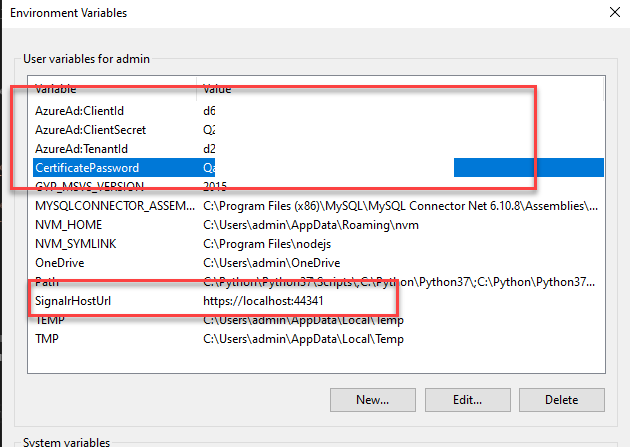 Environment Variables
User variables for admin
Variable Value
AzureAd:ClientId d6
AzureAd:ClientSecret Q2
AzureAd:TenantId d2
CertificatePassword Qa
GYP_MSVS_VERSION 2015
MYSQLCONNECTOR_ASSEM... C:\Program Files (x86)\MySQL\MySQL Connector Net 6.10.8\Assemblies\...
NVM_HOME C:\Users\admin\AppData\Roaming\nvm
NVM_SYMLINK C:\Program Files\nodejs
OneDrive C:\Users\admin\OneDrive
Path C:\Python\Python37\Scripts\;C:\Python\Python37\;C:\Python\Python37...
SignalrHostUrl https://localhost:44341
TEMP C:\Users\admin\AppData\Local\Temp
TMP C:\Users\admin\AppData\Local\Temp
New... Edit... Delete
System variables